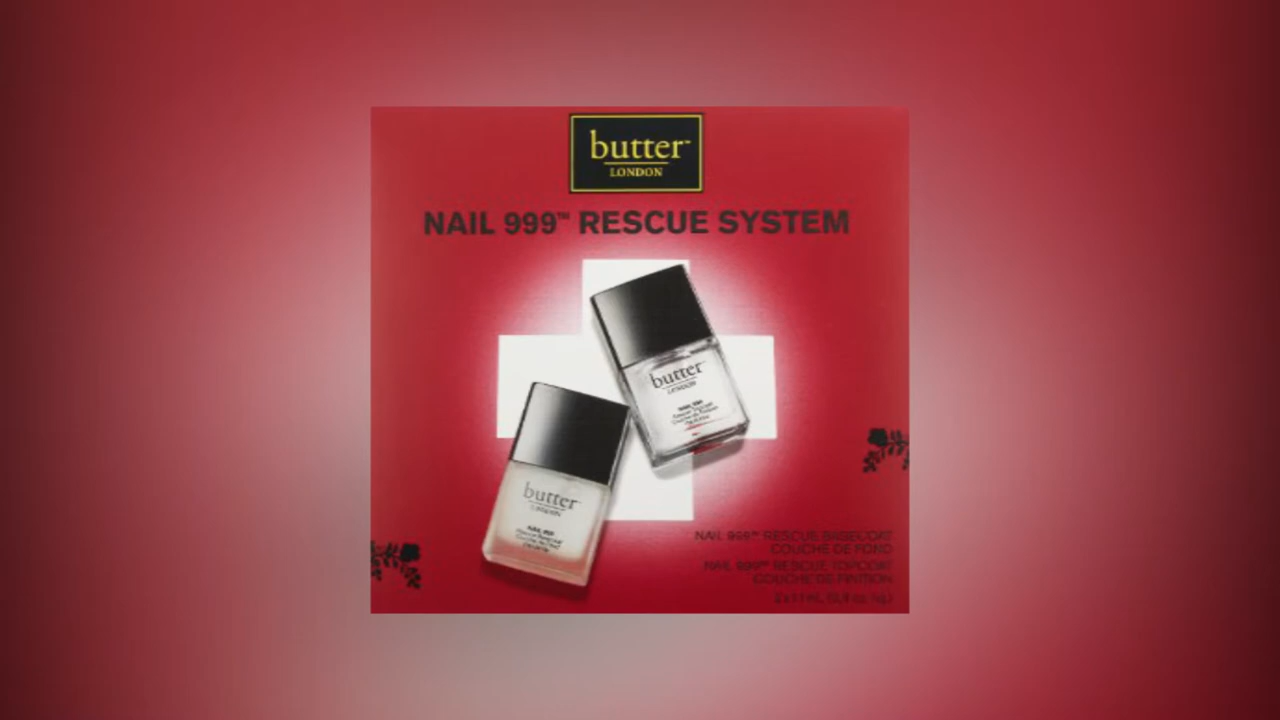 butter™
LONDON
NAIL 999™ RESCUE SYSTEM
butter
LONDON
butter
LONDON
NAIL 999™ RESCUE BASECOAT
COUCHE DE FOND
NAIL 999™ RESCUE TOPCOAT
COUCHE DE FINITION